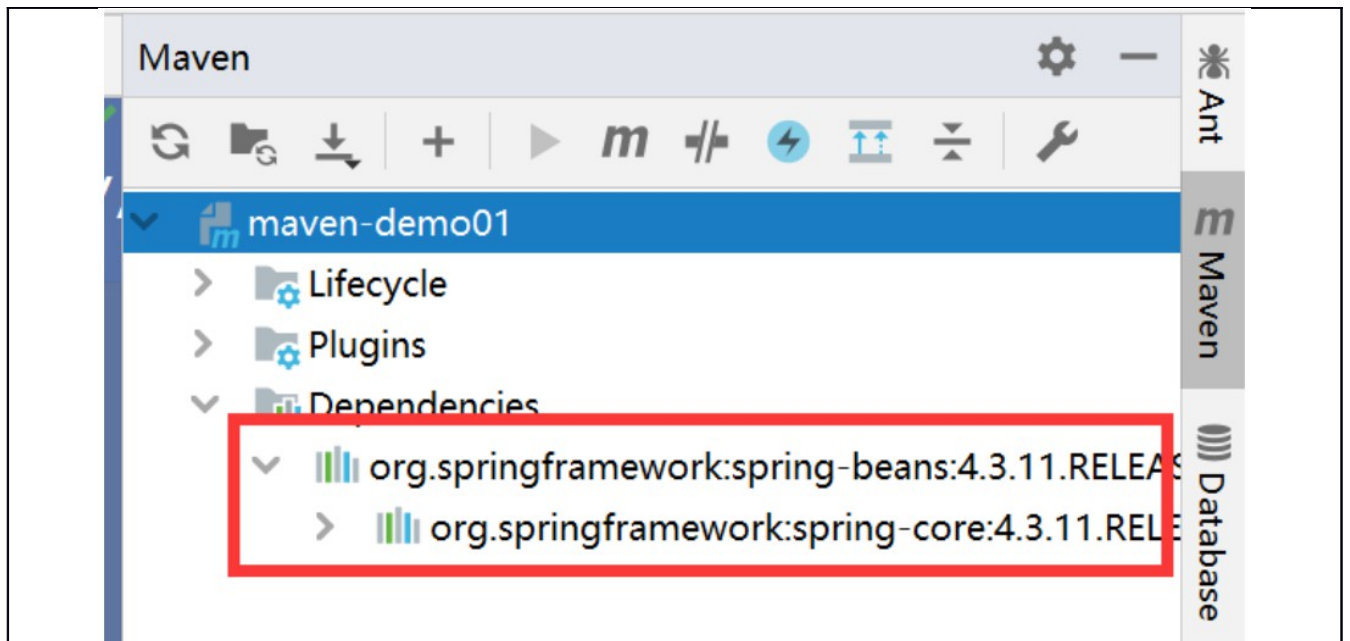 Maven
m
maven-demo01
Lifecycle
Plugins
Dependencies
org.springframework:spring-beans:4.3.11.RELEAS
org.springframework:spring-core:4.3.11.RELE
Ant
m Maven
Database